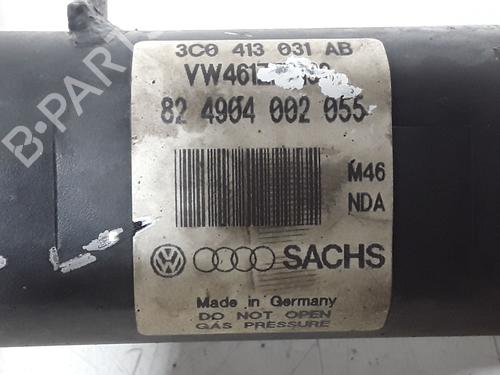 3C0 413 031 AB
82 4904 002 055
M46
NDA
SACHS
Made in Germany
DO NOT OPEN
GAS PRESSURE
B-PARTS